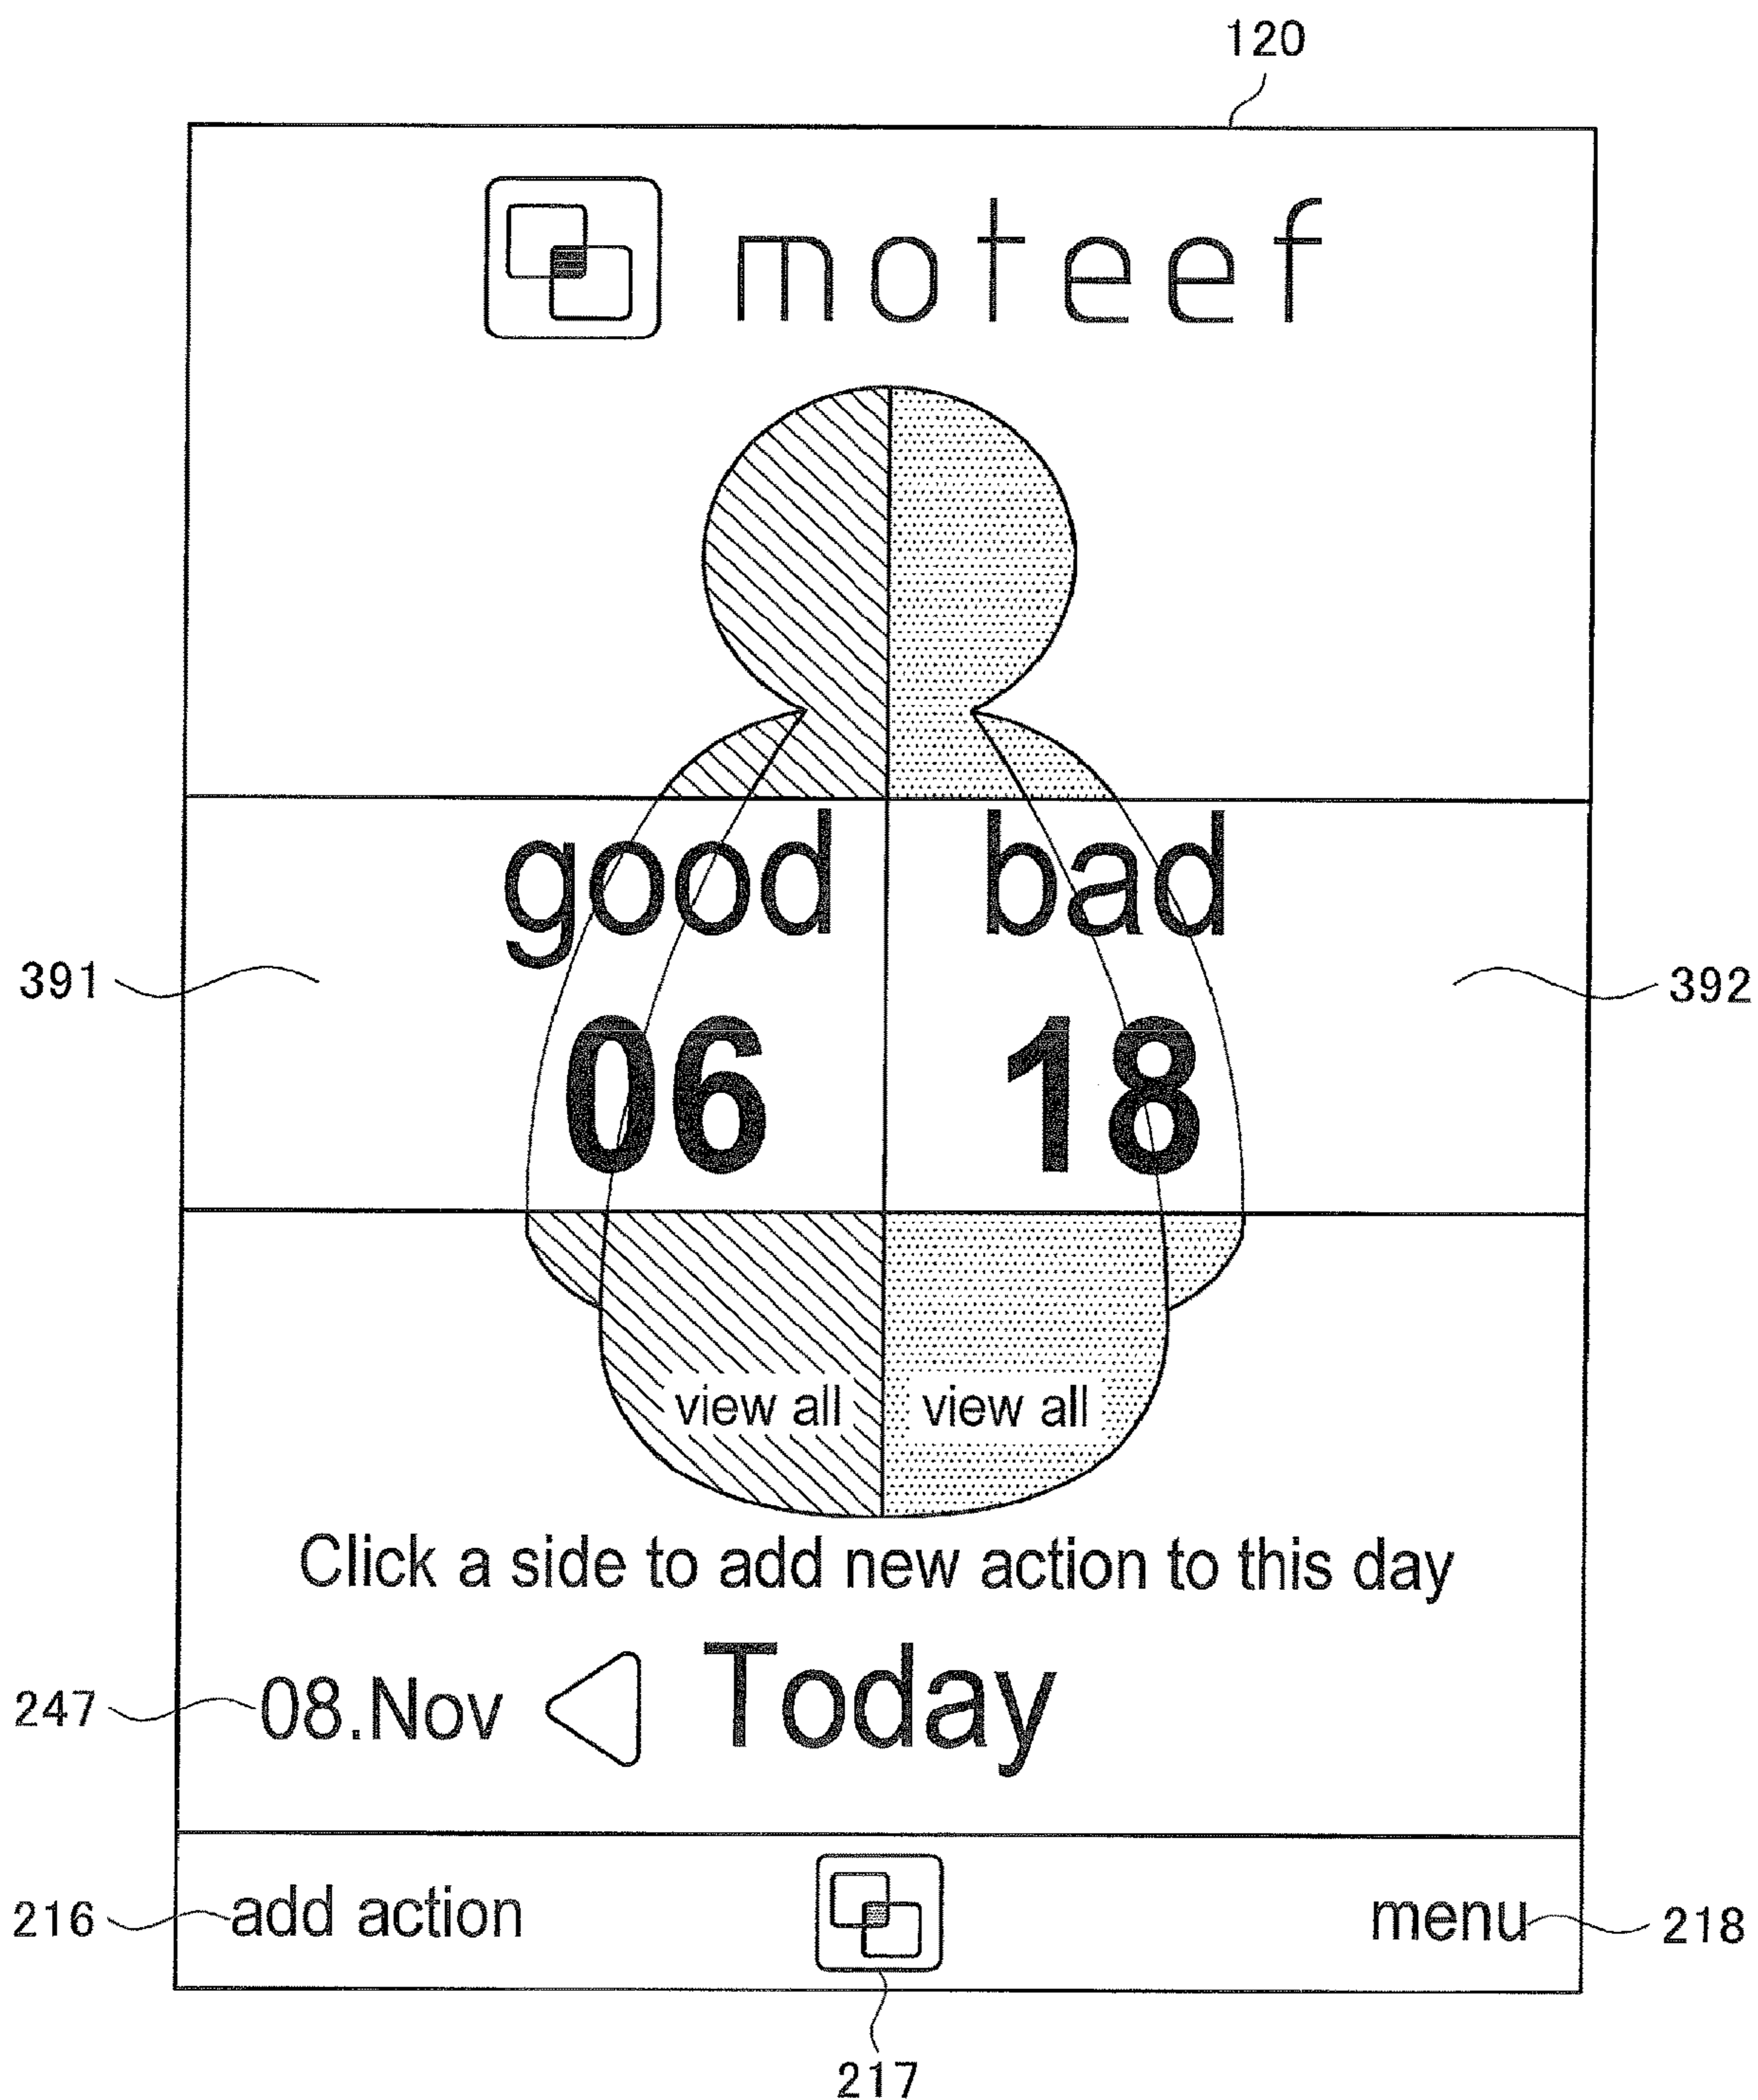 120
moteef
good bad
391 392
06 18
view all view all
Click a side to add new action to this day
247 08.Nov Today
216 add action menu 218
217